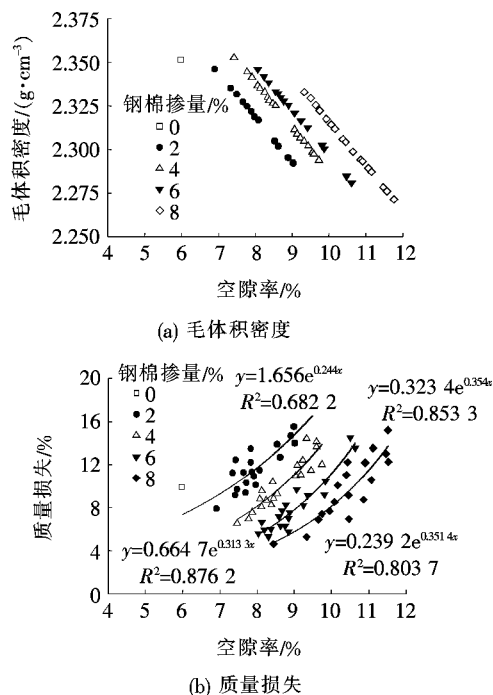 毛体积密度/(g·cm⁻³)
2.375
2.350
2.325
2.300
2.275
2.250
钢棉掺量/%
0
2
4
6
8
4 5 6 7 8 9 10 11 12
空隙率/%
(a) 毛体积密度
质量损失/%
20
16
12
8
4
0
钢棉掺量/%
0
2
4
6
8
y=1.656e^0.244x
R²=0.682 2
y=0.323 4e^0.354x
R²=0.853 3
y=0.664 7e^0.313 3x
R²=0.876 2
y=0.239 2e^0.351 4x
R²=0.803 7
4 5 6 7 8 9 10 11 12
空隙率/%
(b) 质量损失